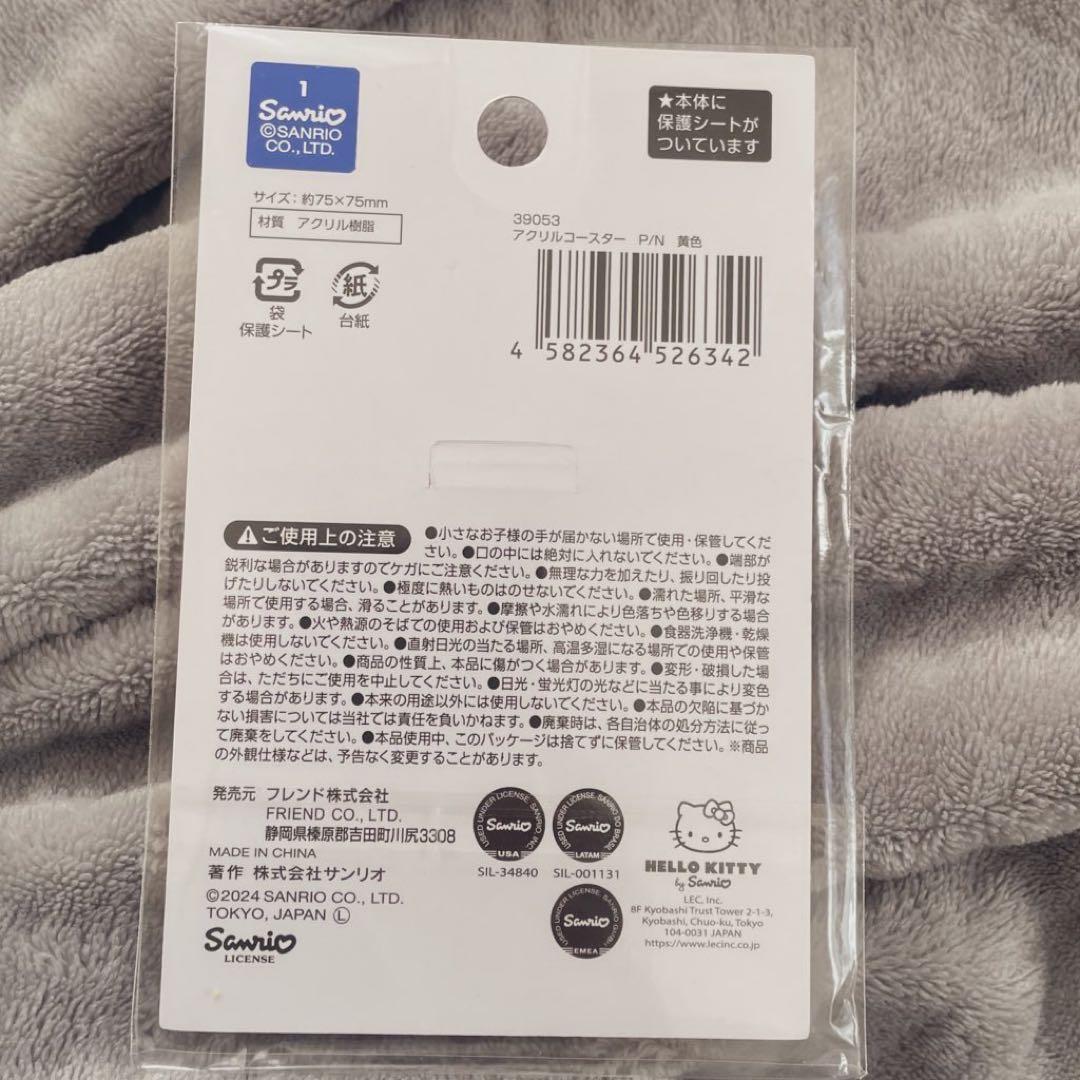 1
Sanrio
©SANRIO
CO., LTD.
★本体に
保護シートが
ついています
サイズ：約75×75mm
材質 アクリル樹脂
プラ
袋
保護シート
紙
台紙
39053
アクリルコースター P/N 黄色
4 582364 526342
ご使用上の注意
●小さなお子様の手が届かない場所で使用・保管してくだ
さい。●口の中には絶対に入れないでください。●端部が
鋭利な場合がありますのでケガにご注意ください。●無理な力を加えたり、振り回したり投
げたりしないでください。●極度に熱いものはのせないでください。●濡れた場所、平滑な
場所で使用する場合、滑ることがあります。●摩擦や水濡れにより色落ちや色移りする場合
があります。●火や熱源のそばでの使用および保管はおやめください。●食器洗浄機・乾燥
機は使用しないでください。●直射日光の当たる場所、高温多湿になる場所での使用や保管
はおやめください。●商品の性質上、本品に傷がつく場合があります。●変形・破損した場
合は、ただちにご使用を中止してください。●日光・蛍光灯の光などに当たる事により変色
する場合があります。●本来の用途以外には使用しないでください。●本品の欠陥に基づか
ない損害については当社では責任を負いかねます。●廃棄時は、各自治体の処分方法に従っ
て廃棄をしてください。●本品使用中、このパッケージは捨てずに保管してください。※商品
の外観仕様などは、予告なく変更することがあります。
発売元 フレンド株式会社
FRIEND CO., LTD.
静岡県榛原郡吉田町川尻3308
MADE IN CHINA
著作 株式会社サンリオ
©2024 SANRIO CO., LTD.
TOKYO, JAPAN Ⓛ
Sanrio
LICENSE
USED UNDER LICENSE. SANRIO INC.
Sanrio
USA
SIL-34840
USED UNDER LICENSE. SANRIO DO BRASIL
Sanrio
LATAM
SIL-001131
USED UNDER LICENSE. SANRIO GMBH
Sanrio
EMEA
HELLO KITTY
by Sanrio
LEC, Inc.
8F Kyobashi Trust Tower 2-1-3,
Kyobashi, Chuo-ku, Tokyo
104-0031 JAPAN
https://www.lecinc.co.jp